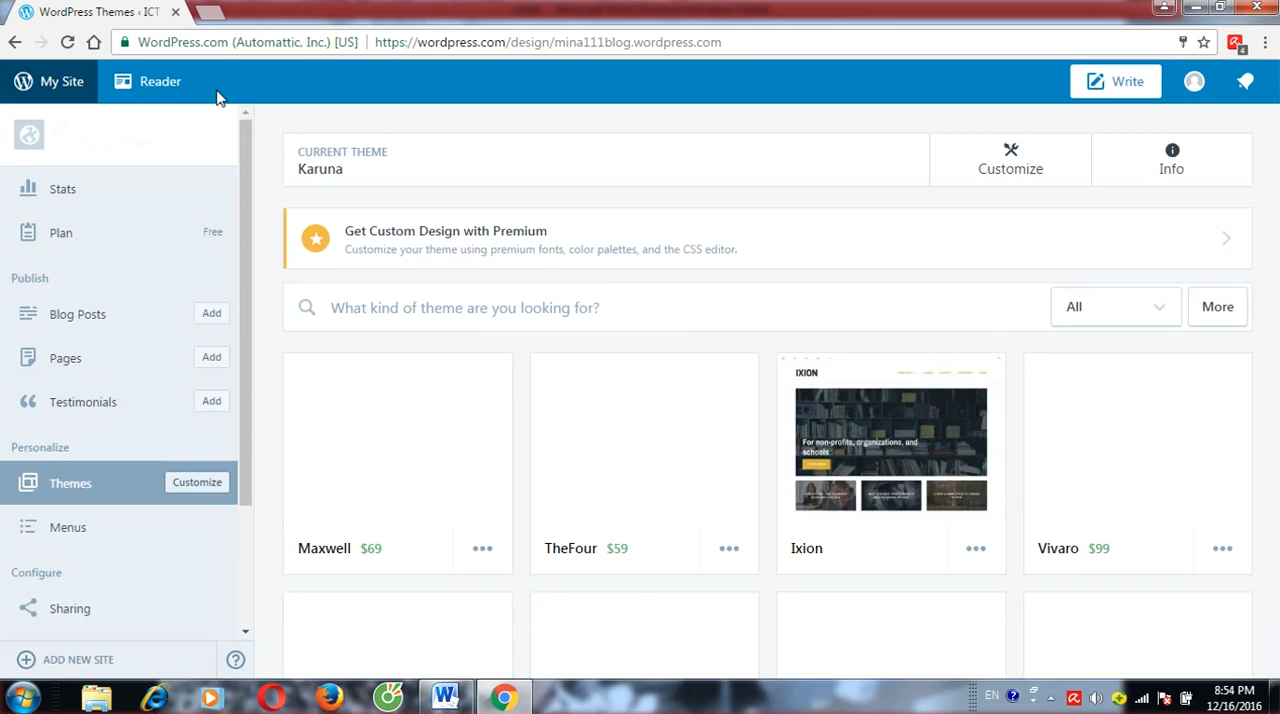 WordPress Themes ‹ ICT
WordPress.com (Automattic, Inc.) [US]
https://wordpress.com/design/mina111blog.wordpress.com
4
My Site
Reader
Write
Stats
Plan
Free
Publish
Blog Posts
Add
Pages
Add
Testimonials
Add
Personalize
Themes
Customize
Menus
Configure
Sharing
ADD NEW SITE
CURRENT THEME
Karuna
Customize
Info
Get Custom Design with Premium
Customize your theme using premium fonts, color palettes, and the CSS editor.
What kind of theme are you looking for?
All
More
IXION
For non-profits, organizations, and
schools
Maxwell $69
TheFour $59
Ixion
Vivaro $99
EN
8:54 PM
12/16/2016